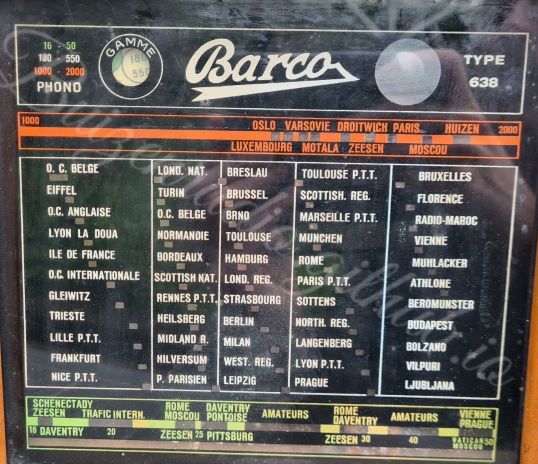 16 - 50
180 - 550
1000 - 2000
PHONO
GAMME
180
550
Barco
TYPE
638
1000 OSLO VARSOVIE DROITWICH PARIS HUIZEN 2000
LUXEMBOURG MOTALA ZEESEN MOSCOU
O. C. BELGE LOND. NAT. BRESLAU TOULOUSE P.T.T. BRUXELLES
EIFFEL TURIN BRUSSEL SCOTTISH. REG. FLORENCE
O.C. ANGLAISE O.C. BELGE BRNO MARSEILLE P.T.T. RADIO-MAROC
LYON LA DOUA NORMANDIE TOULOUSE MUNCHEN VIENNE
ILE DE FRANCE BORDEAUX HAMBURG ROME MUHLACKER
O.C. INTERNATIONALE SCOTTISH NAT. LOND. REG. PARIS P.T.T. ATHLONE
GLEIWITZ RENNES P.T.T. STRASBOURG SOTTENS BEROMUNSTER
TRIESTE HEILSBERG BERLIN NORTH. REG. BUDAPEST
LILLE P.T.T. MIDLAND R. MILAN LANGENBERG BOLZANO
FRANKFURT HILVERSUM WEST. REG. LYON P.T.T. VILPURI
NICE P.T.T. P. PARISIEN LEIPZIG PRAGUE LJUBLJANA
SCHENECTADY ROME DAVENTRY ROME VIENNE
ZEESEN TRAFIC INTERN. MOSCOU PONTOISE AMATEURS DAVENTRY AMATEURS PRAGUE
16 DAVENTRY 20 ZEESEN 25 PITTSBURG ZEESEN 30 40 VATICAN 50
MOSCOU